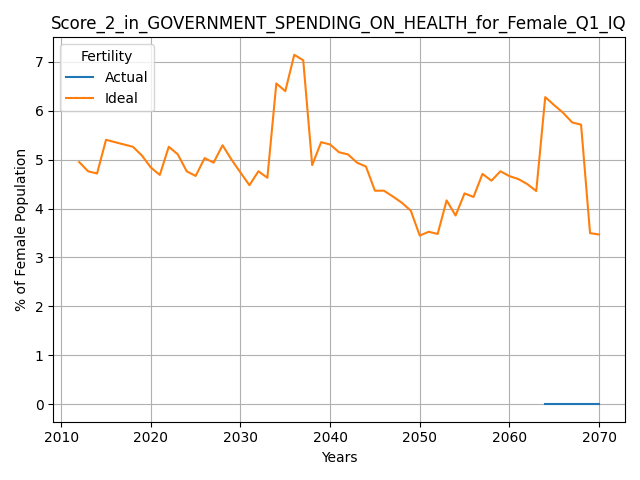 Score_2_in_GOVERNMENT_SPENDING_ON_HEALTH_for_Female_Q1_IQ
Fertility
Actual
Ideal
% of Female Population
7
6
5
4
3
2
1
0
2010 2020 2030 2040 2050 2060 2070
Years